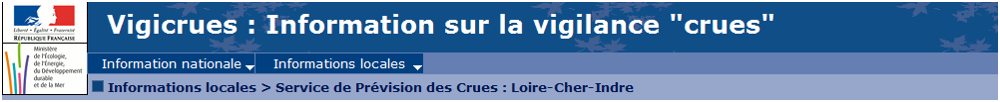 Vigicrues : Information sur la vigilance "crues"
Liberté • Égalité • Fraternité
RÉPUBLIQUE FRANÇAISE
Ministère
de l'Écologie,
de l'Énergie,
du Développement
durable
et de la Mer
Information nationale
Informations locales
Informations locales > Service de Prévision des Crues : Loire-Cher-Indre